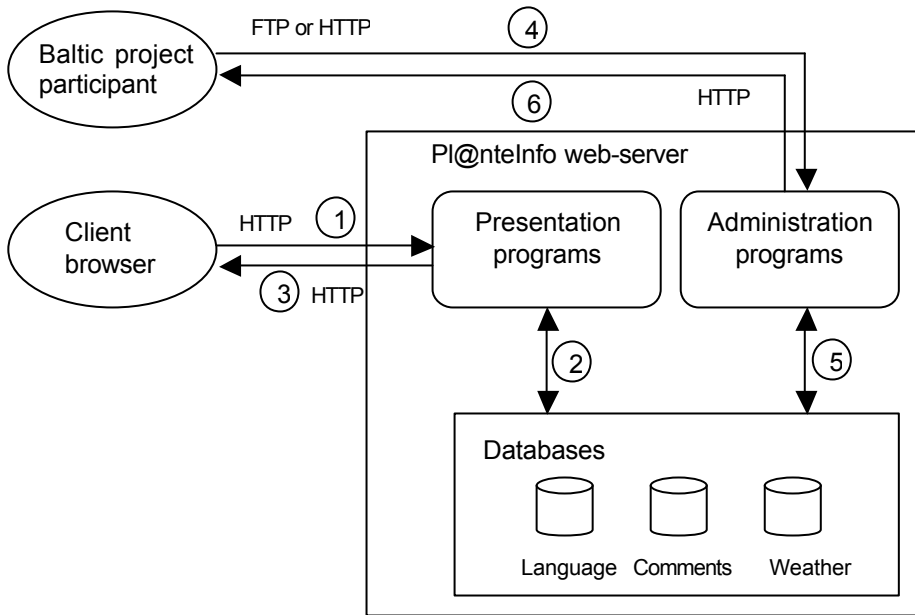 FTP or HTTP
4
Baltic project
participant
6
HTTP
Pl@nteInfo web-server
Client
browser
HTTP
1
3
HTTP
Presentation
programs
Administration
programs
2
5
Databases
Language
Comments
Weather